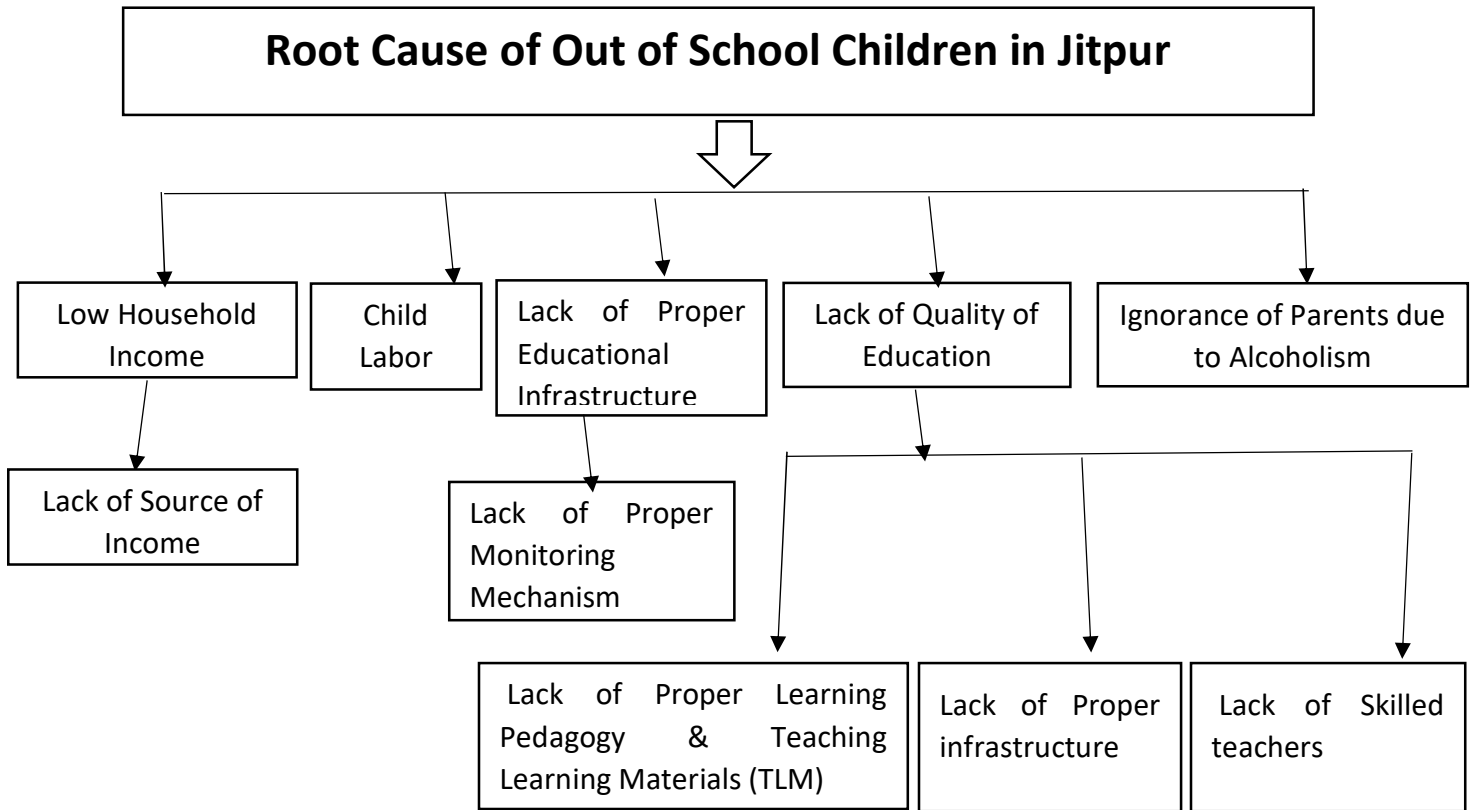 Root Cause of Out of School Children in Jitpur
Low Household
Income
Child
Labor
Lack of Proper
Educational
Infrastructure
Lack of Quality of
Education
Ignorance of Parents due
to Alcoholism
Lack of Source of
Income
Lack of Proper
Monitoring
Mechanism
Lack of Proper Learning
Pedagogy & Teaching
Learning Materials (TLM)
Lack of Proper
infrastructure
Lack of Skilled
teachers